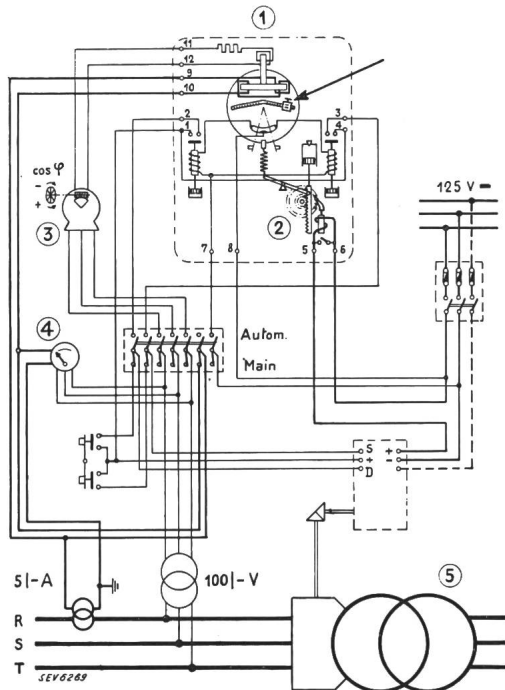 1
11
12
9
10
2
1
3
4
cos φ
-
+
3
2
125 V =
7
8
5
6
4
Autom.
Main
S +
+ -
D
5|-A
100|-V
5
R
S
T
SEV6269